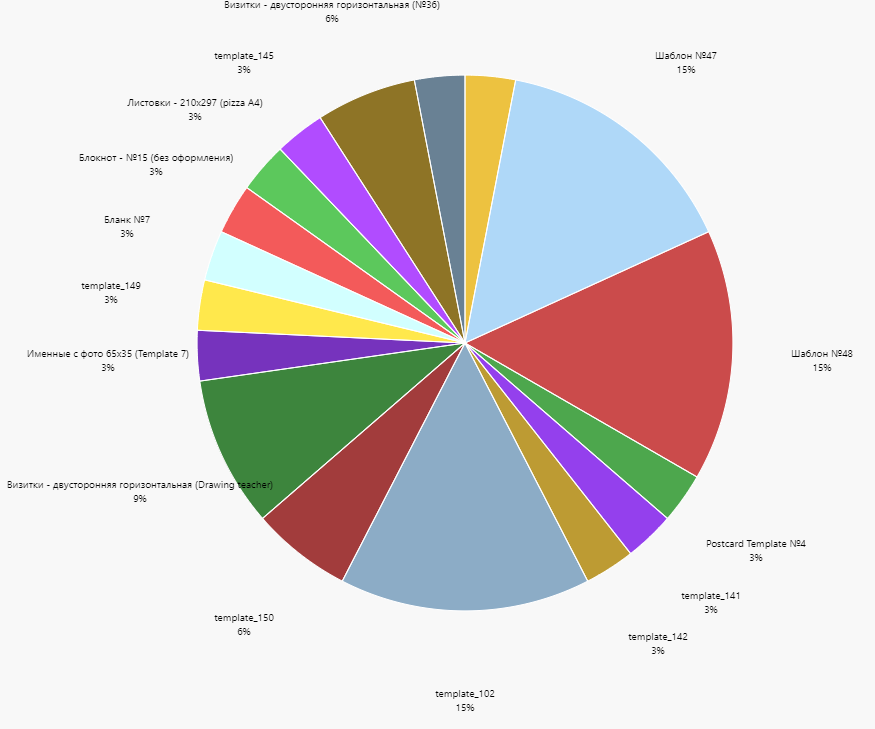 Визитки - двусторонняя горизонтальная (№36)
6%
template_145
3%
Шаблон №47
15%
Листовки - 210x297 (pizza A4)
3%
Блокнот - №15 (без оформления)
3%
Бланк №7
3%
template_149
3%
Именные с фото 65x35 (Template 7)
3%
Шаблон №48
15%
Визитки - двусторонняя горизонтальная (Drawing teacher)
9%
Postcard Template №4
3%
template_141
3%
template_150
6%
template_142
3%
template_102
15%